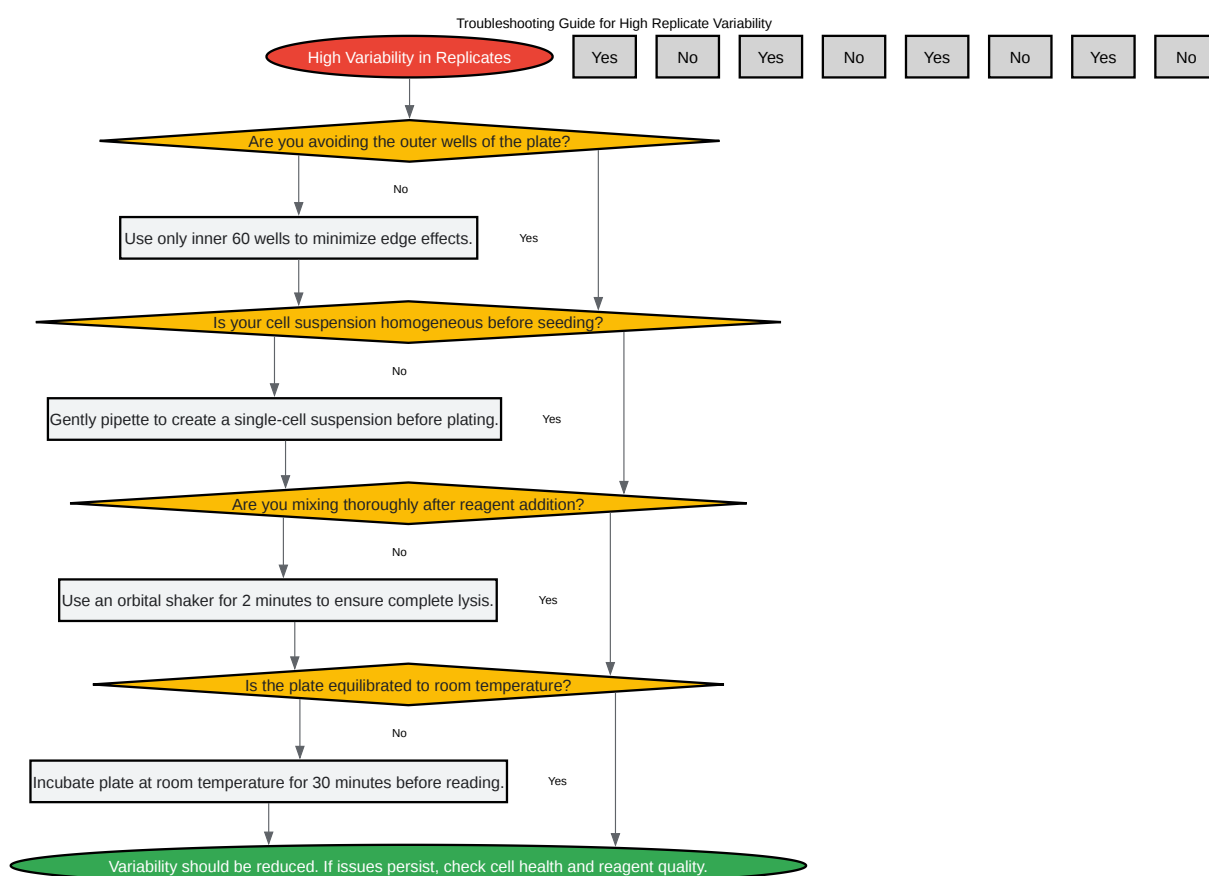 Troubleshooting Guide for High Replicate Variability
High Variability in Replicates
Yes
No
Yes
No
Yes
No
Yes
No
Are you avoiding the outer wells of the plate?
No
Use only inner 60 wells to minimize edge effects.
Yes
Is your cell suspension homogeneous before seeding?
No
Gently pipette to create a single-cell suspension before plating.
Yes
Are you mixing thoroughly after reagent addition?
No
Use an orbital shaker for 2 minutes to ensure complete lysis.
Yes
Is the plate equilibrated to room temperature?
No
Incubate plate at room temperature for 30 minutes before reading.
Yes
Variability should be reduced. If issues persist, check cell health and reagent quality.